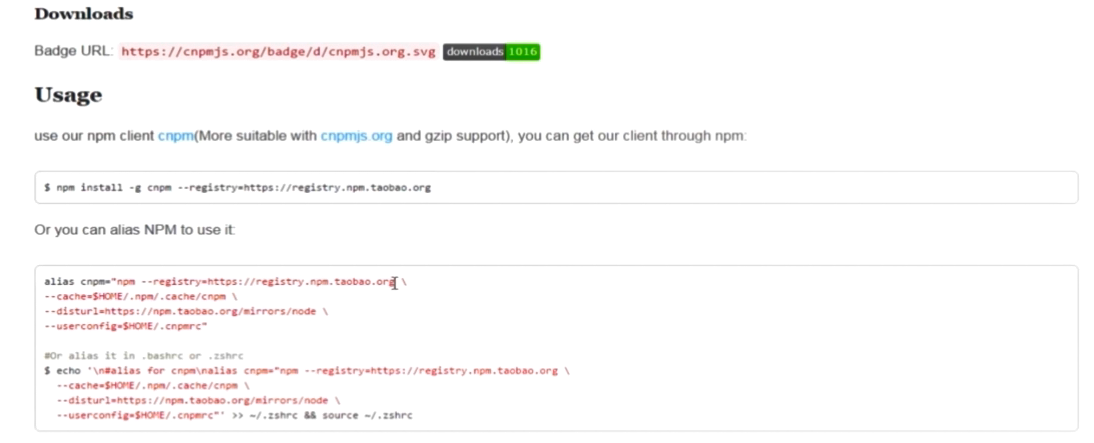 Downloads
Badge URL: https://cnpmjs.org/badge/d/cnpmjs.org.svg downloads 1016
Usage
use our npm client cnpm(More suitable with cnpmjs.org and gzip support), you can get our client through npm:
$ npm install -g cnpm --registry=https://registry.npm.taobao.org
Or you can alias NPM to use it:
alias cnpm="npm --registry=https://registry.npm.taobao.org \
--cache=$HOME/.npm/.cache/cnpm \
--disturl=https://npm.taobao.org/mirrors/node \
--userconfig=$HOME/.cnpmrc"
#Or alias it in .bashrc or .zshrc
$ echo '\n#alias for cnpm\nalias cnpm="npm --registry=https://registry.npm.taobao.org \
--cache=$HOME/.npm/.cache/cnpm \
--disturl=https://npm.taobao.org/mirrors/node \
--userconfig=$HOME/.cnpmrc"' >> ~/.zshrc && source ~/.zshrc